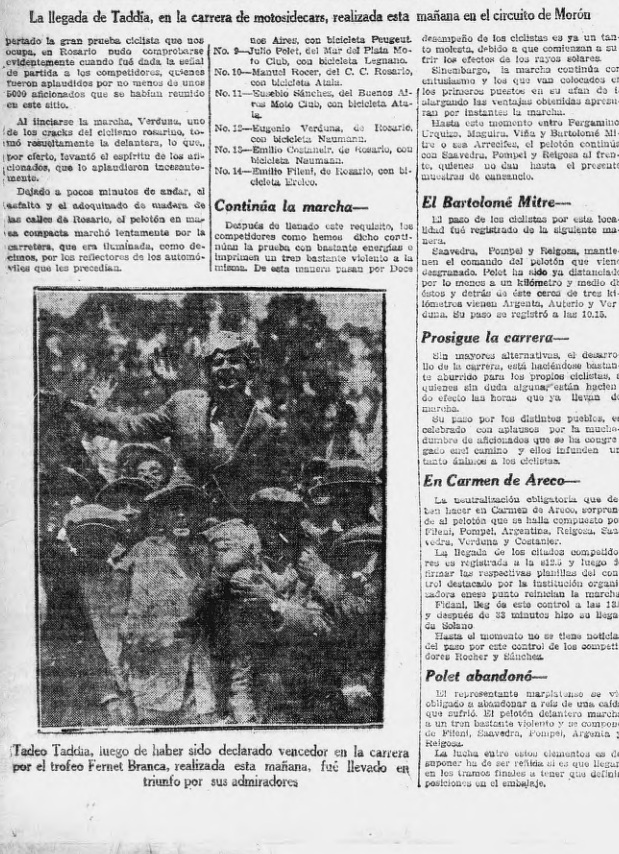 La llegada de Taddía, en la carrera de motosidecars, realizada esta mañana en el circuito de Morón
pertado la gran prueba ciclista que nos
ocupa, en Rosario nudo comprobarse
evidentemente cuando fué dada la señal
de partida a los competidores, quienes
fueron aplaudidos por no menos de unos
5000 aficionados que se habían reunido
en este sitio.
Al iniciarse la marcha, Verduna, uno
de los cracks del ciclismo rosarino, to-
mó resueltamente la delantera, lo que,
por cierto, levantó el espíritu de los afi-
cionados, que lo aplaudieron incesante-
mente.
Dejado a pocos minutos de andar, el
asfalto y el adoquinado de madera de
las calles de Rosario, el pelotón en ma-
sa compacta marchó lentamente por la
carretera, que era iluminada, como de-
cimos, por los reflectores de los automó-
viles que les precedían.
nos Aires, con bicicleta Peugeut.
No. 9—Julio Polet, del Mar del Plata Mo-
to Club, con bicicleta Legnano.
No. 10—Manuel Rocer, del C. C. Rosario,
con bicicleta Atala.
No. 11—Eusebio Sánchez, del Buenos Ai-
res Moto Club, con bicicleta Ata-
la.
No. 12—Eugenio Verduna, de Rosario,
con bicicleta Naumann.
No. 13—Emilio Costaneir, de Rosario, con
bicicleta Naumann.
No. 14—Emilio Fileni, de Rosario, con bi-
cicleta
Continúa la marcha—
Después de llenado este requisito, los
competidores como hemos dicho conti-
núan la prueba con bastante energías e
imprimen un tren bastante violento a la
misma. De esta manera pasan por Doce
desempeño de los ciclistas es ya un tan-
to molesta, debido a que comienzan a su-
frir los efectos de los rayos solares.
Sinembargo, la marcha continúa con
entusiasmo y los que van colocados en
los primeros puestos en su afán de i
alargando las ventajas obtenidas apresu-
ran por instantes la marcha.
Hasta este momento entre Pergamino
Urquiza, Maguira, Viña y Bartolomé Mi-
tre o sea Arrecifes, el pelotón continúa
con Saavedra, Pompei y Reigosa al fren-
te, quienes no dan hasta el presente
muestras de cansancio.
El Bartolomé Mitre—
El paso de los ciclistas por esta loca-
lidad fué registrado de la siguiente ma-
nera.
Saavedra, Pompei y Reigosa, mantie-
nen el comando del pelotón que viene
desgranado. Polet ha sido ya distanciado
por lo menos a un kilómetro y medio de
éstos y detrás de éste cerca de tres ki-
lómetros vienen Argenta, Auterio y Ver
duna. Su paso se registró a las 10.15.
Prosigue la carrera—
Sin mayores alternativas, el desarro-
llo de la carrera, está haciéndose bastan-
te aburrido para los propios ciclistas, a
quienes sin duda alguna, están hacien-
do efecto las horas que ya llevan de
marcha.
Su paso por los distintos pueblos, es
celebrado con aplausos por la mucha-
dumbre de aficionados que se ha congre
gado enel camino y ellos infunden un
tanto ánimos a los ciclistas.
En Carmen de Areco—
La neutralización obligatoria que de-
ben hacer en Carmen de Areco, sorpren-
de al pelotón que se halla compuesto por
Fileni, Pompei, Argentina, Reigosa, Saa-
vedra, Verduna y Costanier.
La llegada de los citados competido-
res es registrada a la s12.5 y luego de
firmar las respectivas planillas del con
trol destacado por la institución organi
zadora enese punto reinician la marcha
Fidani, lleg óa este control a las 13.
y después de 33 minutos hizo su llega
da Solano
Hasta el momento no se tiene noticia
del paso por este control de los competi
dores Rocher y Sánchez.
Polet abandonó—
El representante marplatense se vió
obligado a abandonar a reís de una caída
que sufrió. El pelotón delantero marcha
a un tren bastante violento y se compone
de Fileni, Saavedra, Pompei, Argenta y
Reigosa.
La lucha entre estos elementos es de
suponer ha de ser reñida si es que llegan
en los tramos finales a tener que definir
posiciones en el embalaje.
Tadeo Taddia, luego de haber sido declarado vencedor en la carrera
por el trofeo Fernet Branca, realizada esta mañana, fué llevado en
triunfo por sus admiradores